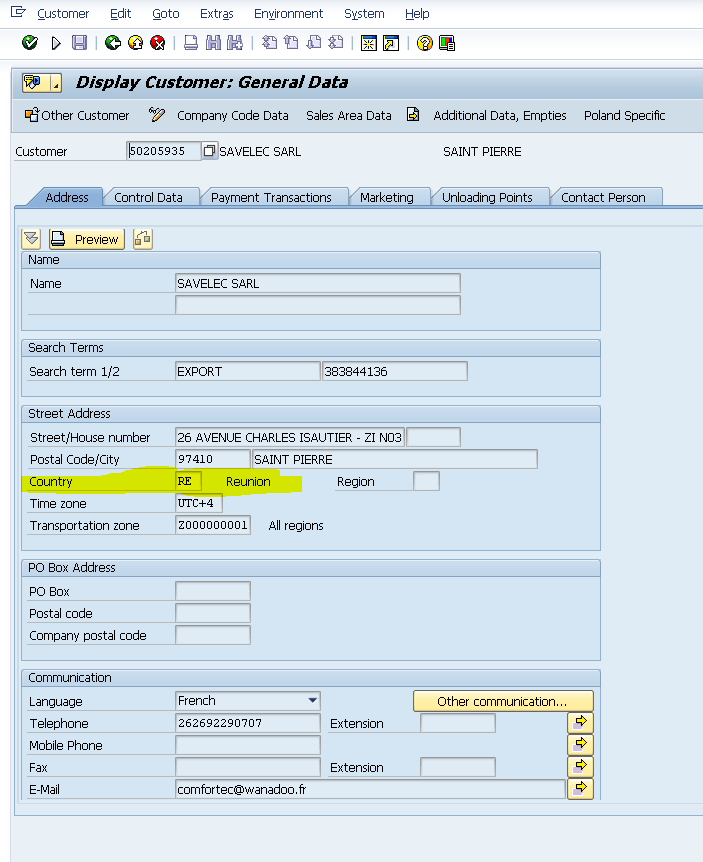 Customer Edit Goto Extras Environment System Help
Display Customer: General Data
Other Customer Company Code Data Sales Area Data Additional Data, Empties Poland Specific
Customer 50205935 SAVELEC SARL SAINT PIERRE
Address Control Data Payment Transactions Marketing Unloading Points Contact Person
Preview
Name
Name SAVELEC SARL
Search Terms
Search term 1/2 EXPORT 383844136
Street Address
Street/House number 26 AVENUE CHARLES ISAUTIER - ZI N03
Postal Code/City 97410 SAINT PIERRE
Country RE Reunion Region
Time zone UTC+4
Transportation zone Z000000001 All regions
PO Box Address
PO Box
Postal code
Company postal code
Communication
Language French Other communication...
Telephone 262692290707 Extension
Mobile Phone
Fax Extension
E-Mail comfortec@wanadoo.fr